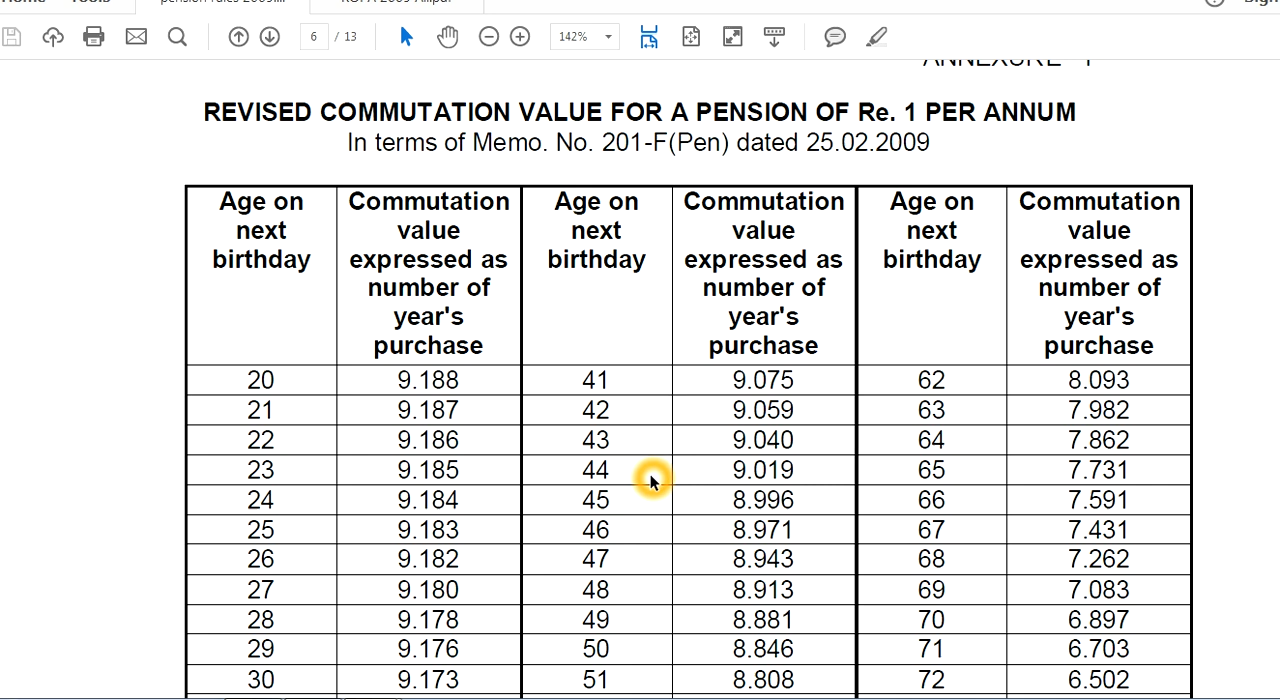 6 / 13
142%
REVISED COMMUTATION VALUE FOR A PENSION OF Re. 1 PER ANNUM
In terms of Memo. No. 201-F(Pen) dated 25.02.2009
Age on next birthday Commutation value expressed as number of year's purchase Age on next birthday Commutation value expressed as number of year's purchase Age on next birthday Commutation value expressed as number of year's purchase
20 9.188 41 9.075 62 8.093
21 9.187 42 9.059 63 7.982
22 9.186 43 9.040 64 7.862
23 9.185 44 9.019 65 7.731
24 9.184 45 8.996 66 7.591
25 9.183 46 8.971 67 7.431
26 9.182 47 8.943 68 7.262
27 9.180 48 8.913 69 7.083
28 9.178 49 8.881 70 6.897
29 9.176 50 8.846 71 6.703
30 9.173 51 8.808 72 6.502